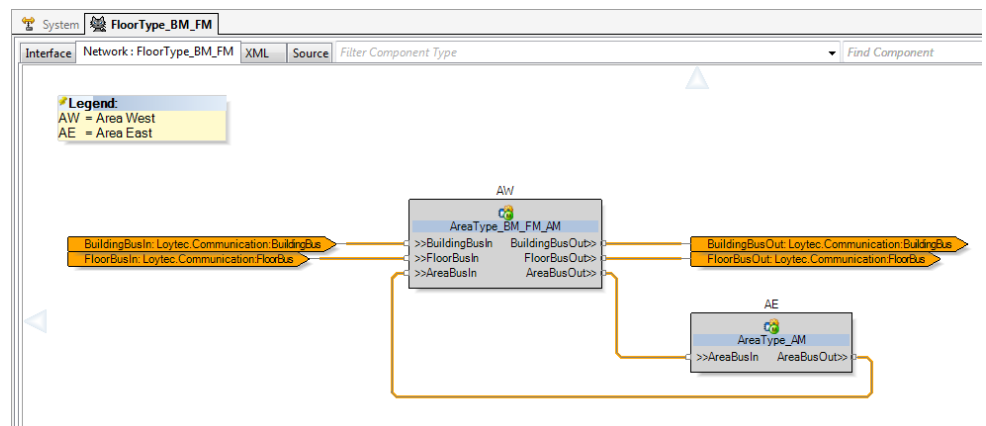 System FloorType_BM_FM
Interface Network : FloorType_BM_FM XML Source Filter Component Type Find Component
Legend:
AW = Area West
AE = Area East
AW
AreaType_BM_FM_AM
>>BuildingBusIn BuildingBusOut>>
>>FloorBusIn FloorBusOut>>
>>AreaBusIn AreaBusOut>>
BuildingBusIn: Loytec.Communication:BuildingBus
FloorBusIn: Loytec.Communication:FloorBus
BuildingBusOut: Loytec.Communication:BuildingBus
FloorBusOut: Loytec.Communication:FloorBus
AE
AreaType_AM
>>AreaBusIn AreaBusOut>>